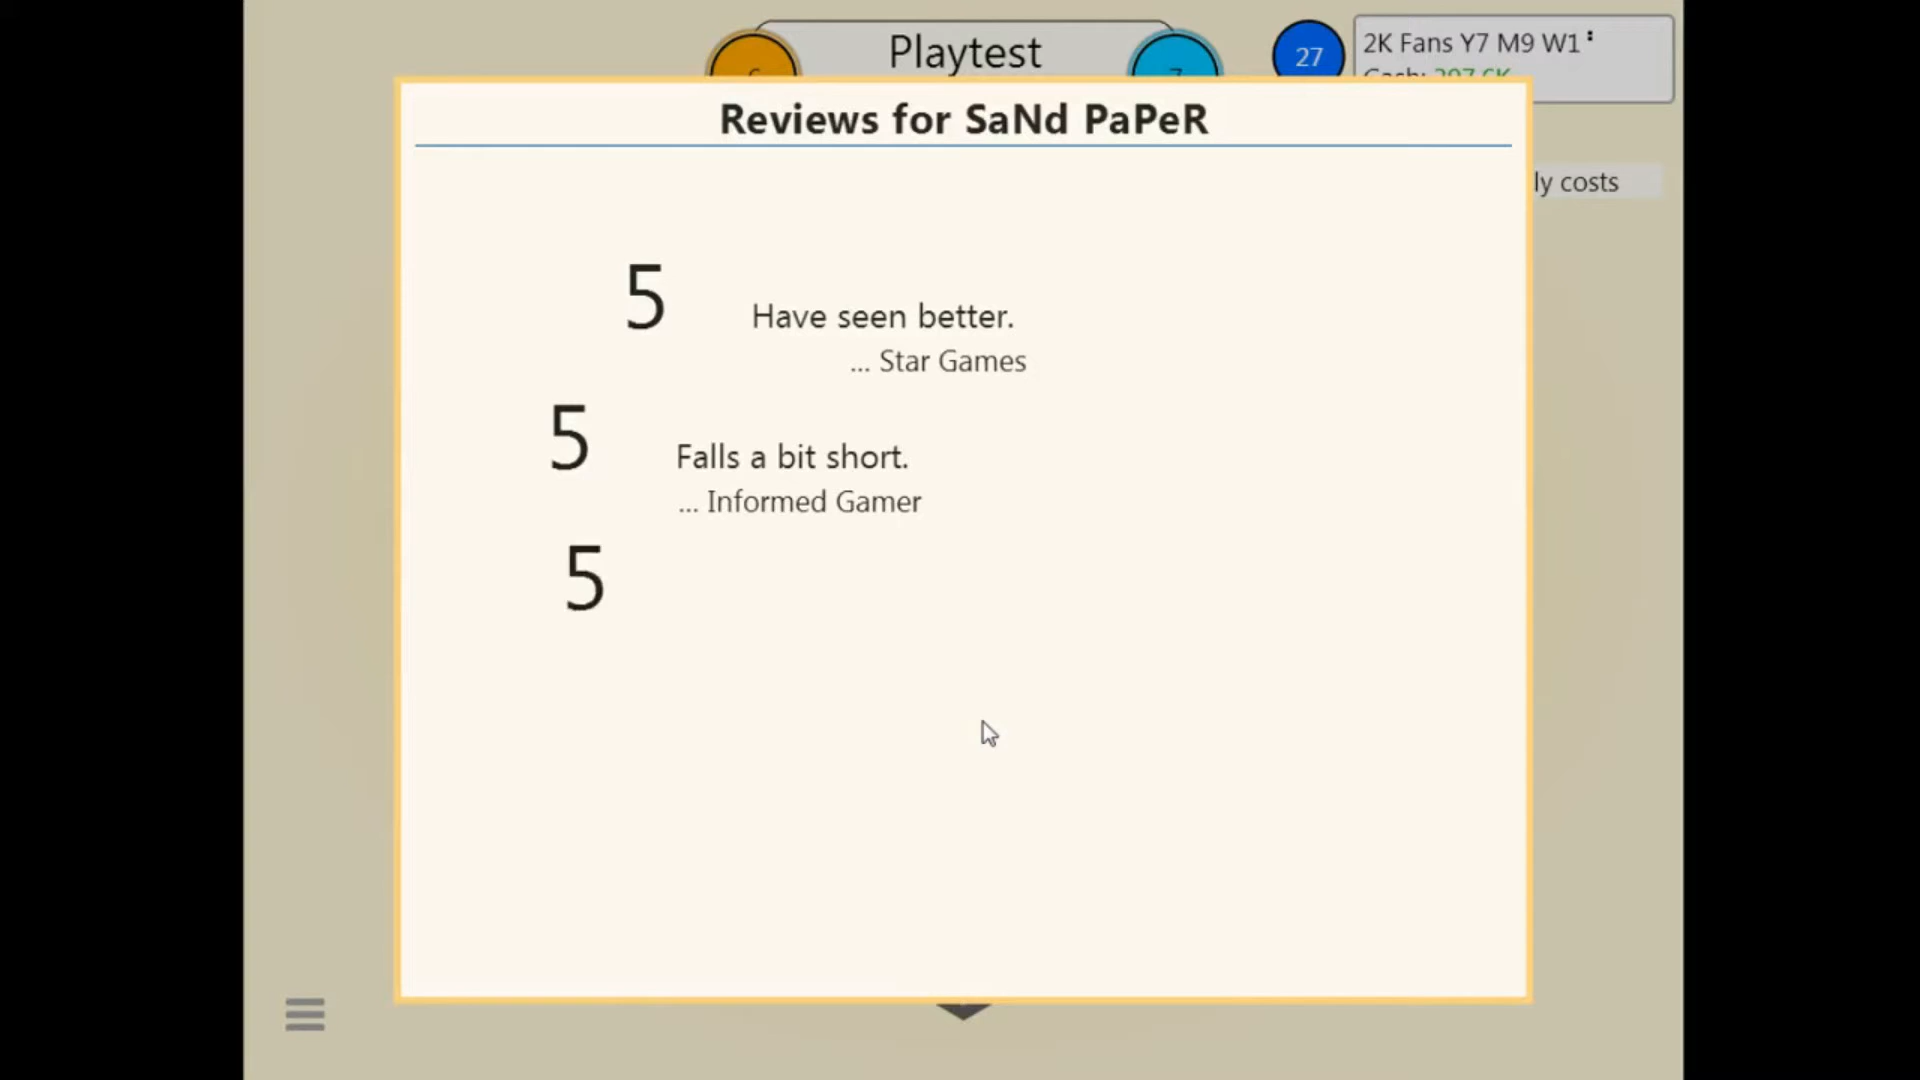 Playtest
27
2K Fans Y7 M9 W1
Reviews for SaNd PaPeR
ly costs
5
Have seen better.
... Star Games
5
Falls a bit short.
... Informed Gamer
5